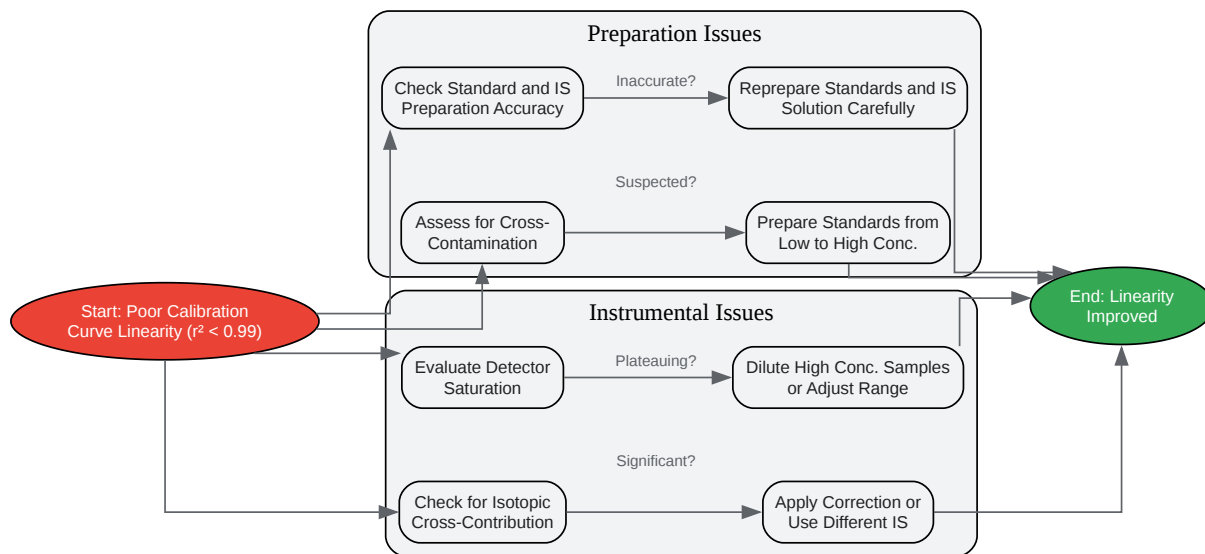 Preparation Issues
Check Standard and IS
Preparation Accuracy
Inaccurate?
Reprepare Standards and IS
Solution Carefully
Suspected?
Assess for Cross-
Contamination
Prepare Standards from
Low to High Conc.
Start: Poor Calibration
Curve Linearity (r² < 0.99)
End: Linearity
Improved
Instrumental Issues
Evaluate Detector
Saturation
Plateauing?
Dilute High Conc. Samples
or Adjust Range
Significant?
Check for Isotopic
Cross-Contribution
Apply Correction or
Use Different IS